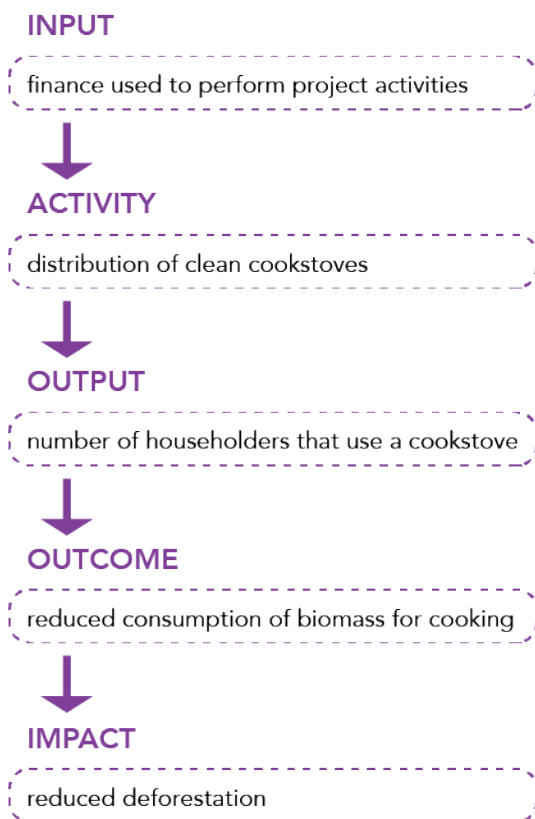 INPUT
finance used to perform project activities
ACTIVITY
distribution of clean cookstoves
OUTPUT
number of householders that use a cookstove
OUTCOME
reduced consumption of biomass for cooking
IMPACT
reduced deforestation